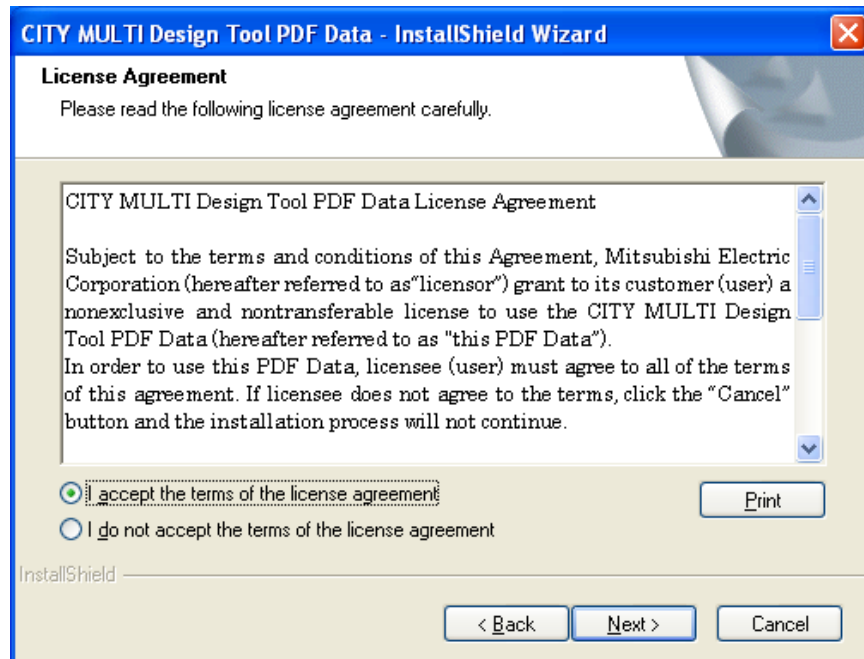 CITY MULTI Design Tool PDF Data - InstallShield Wizard
License Agreement
Please read the following license agreement carefully.
CITY MULTI Design Tool PDF Data License Agreement
Subject to the terms and conditions of this Agreement, Mitsubishi Electric
Corporation (hereafter referred to as“licensor”) grant to its customer (user) a
nonexclusive and nontransferable license to use the CITY MULTI Design
Tool PDF Data (hereafter referred to as "this PDF Data”).
In order to use this PDF Data, licensee (user) must agree to all of the terms
of this agreement. If licensee does not agree to the terms, click the “Cancel”
button and the installation process will not continue.
I accept the terms of the license agreement
Print
I do not accept the terms of the license agreement
InstallShield
< Back
Next >
Cancel